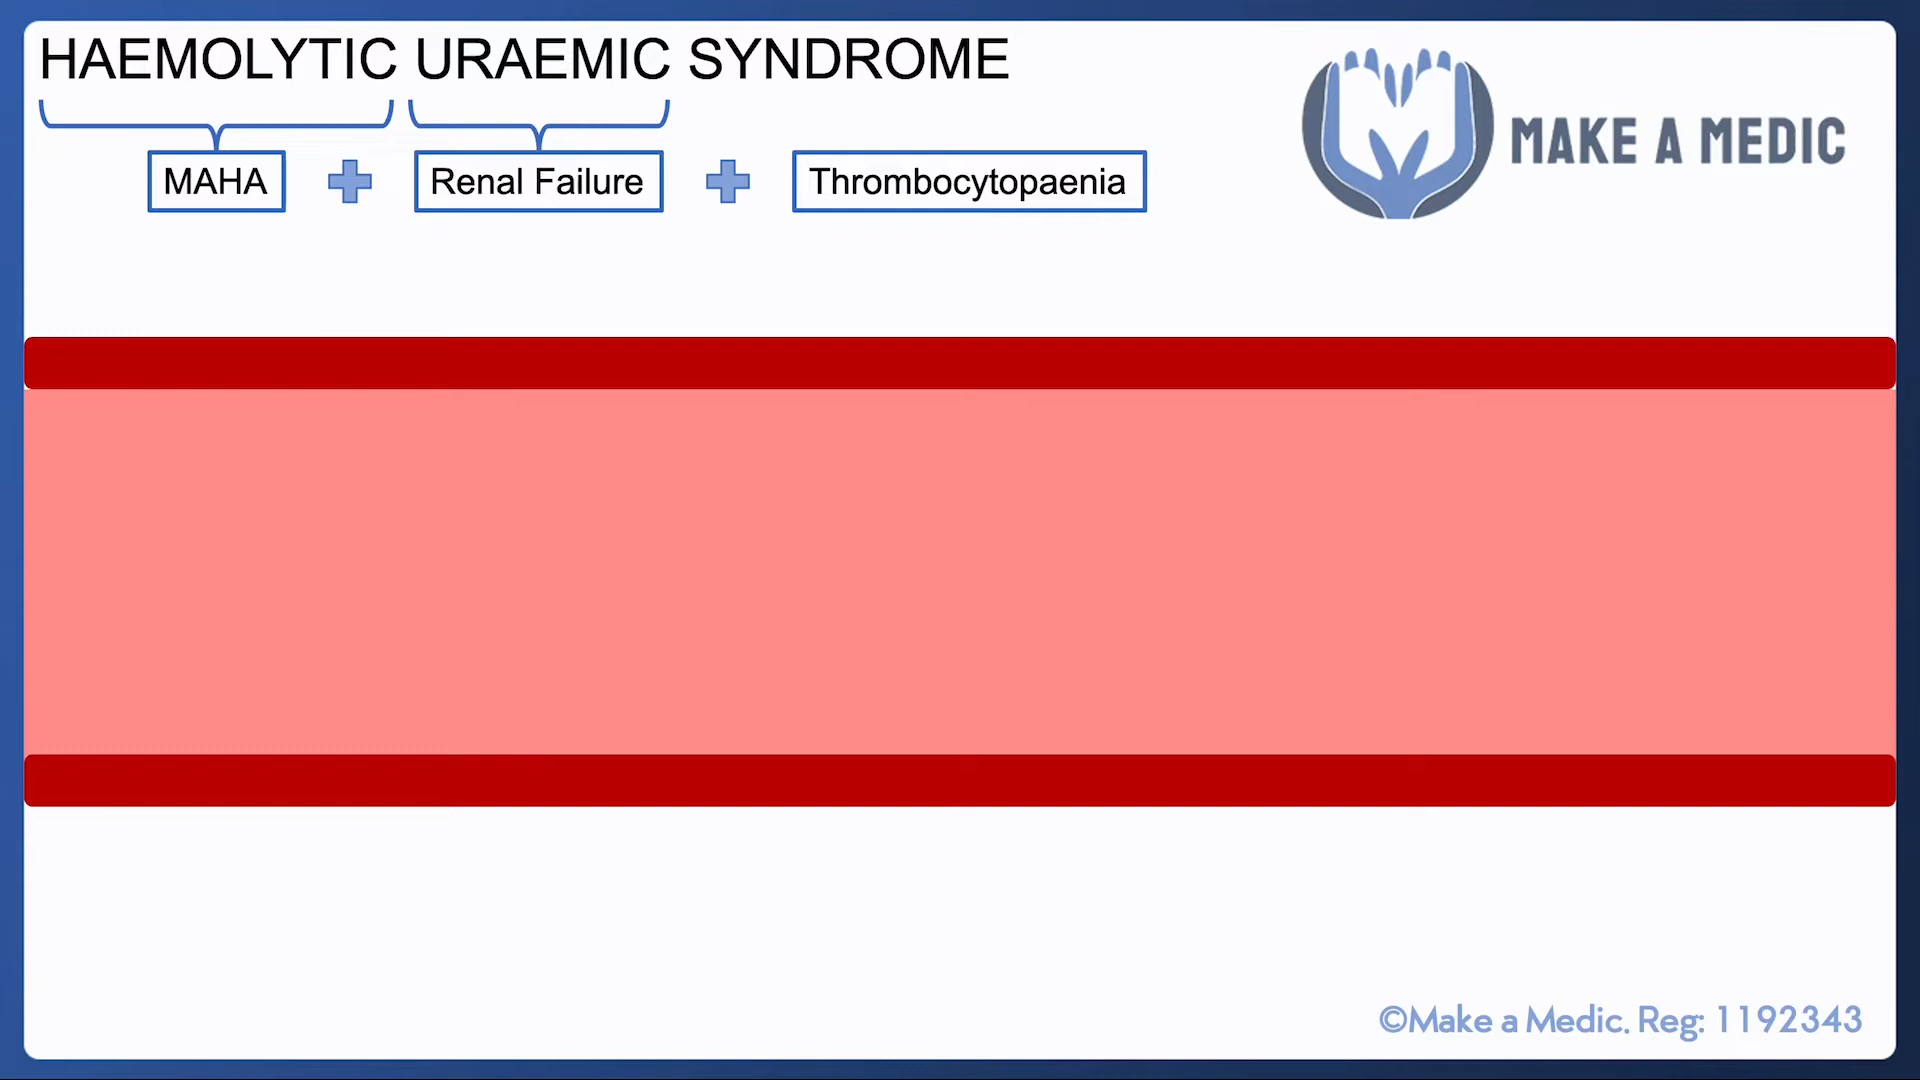 HAEMOLYTIC URAEMIC SYNDROME
MAKE A MEDIC
MAHA
Renal Failure
Thrombocytopaenia
©Make a Medic. Reg: 1192343